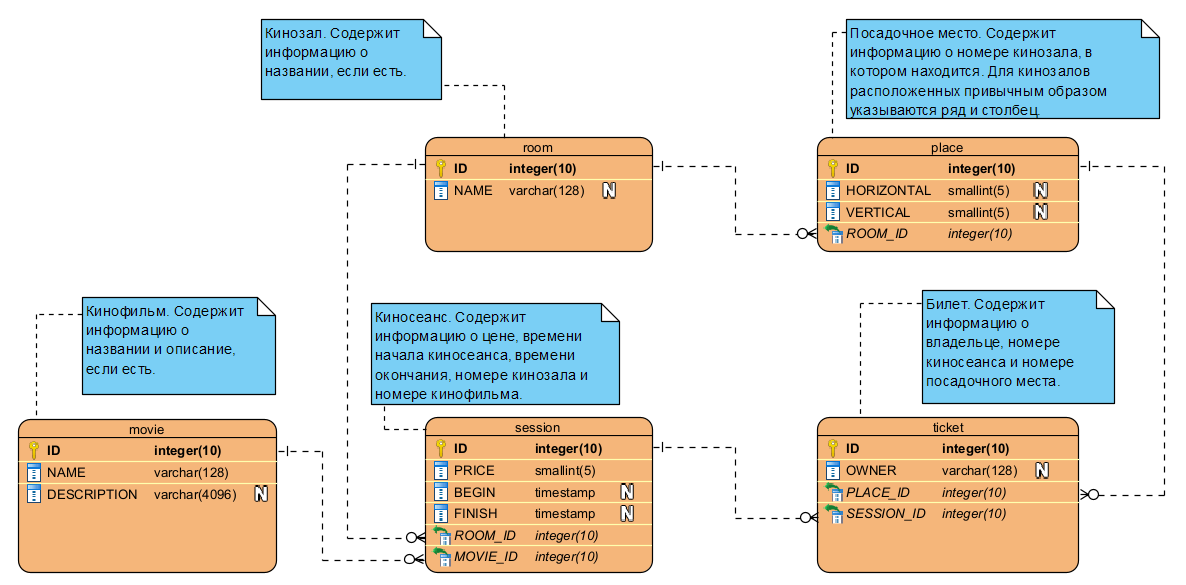 Кинозал. Содержит
информацию о
названии, если есть.
Посадочное место. Содержит
информацию о номере кинозала, в
котором находится. Для кинозалов
расположенных привычным образом
указываются ряд и столбец.
room
ID integer(10)
NAME varchar(128) N
place
ID integer(10)
HORIZONTAL smallint(5) N
VERTICAL smallint(5) N
ROOM_ID integer(10)
Кинофильм. Содержит
информацию о
названии и описание,
если есть.
Киносеанс. Содержит
информацию о цене, времени
начала киносеанса, времени
окончания, номере кинозала и
номере кинофильма.
Билет. Содержит
информацию о
владельце, номере
киносеанса и номере
посадочного места.
movie
ID integer(10)
NAME varchar(128)
DESCRIPTION varchar(4096) N
session
ID integer(10)
PRICE smallint(5)
BEGIN timestamp N
FINISH timestamp N
ROOM_ID integer(10)
MOVIE_ID integer(10)
ticket
ID integer(10)
OWNER varchar(128) N
PLACE_ID integer(10)
SESSION_ID integer(10)